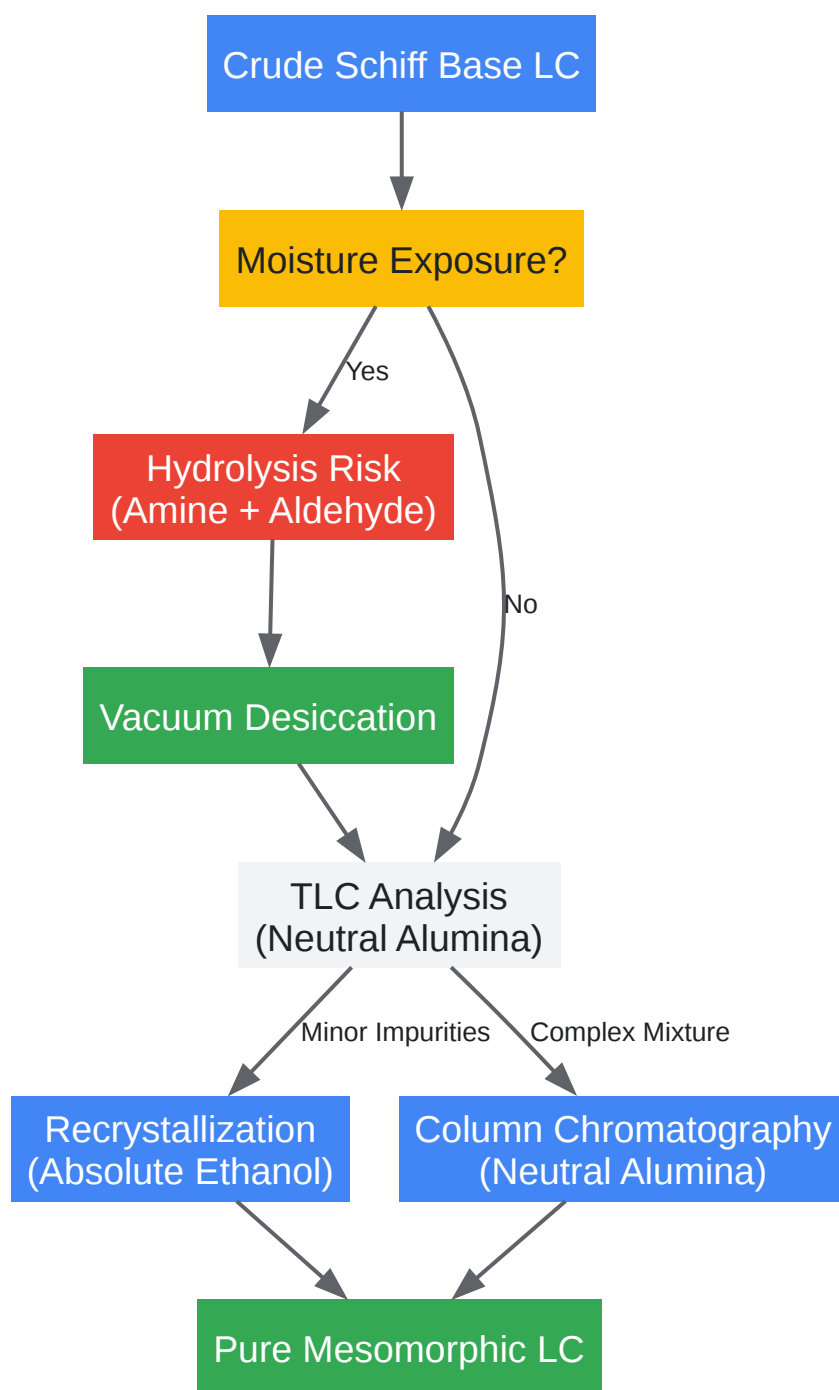 Crude Schiff Base LC
Moisture Exposure?
Yes
Hydrolysis Risk
(Amine + Aldehyde)
No
Vacuum Desiccation
TLC Analysis
(Neutral Alumina)
Minor Impurities
Complex Mixture
Recrystallization
(Absolute Ethanol)
Column Chromatography
(Neutral Alumina)
Pure Mesomorphic LC